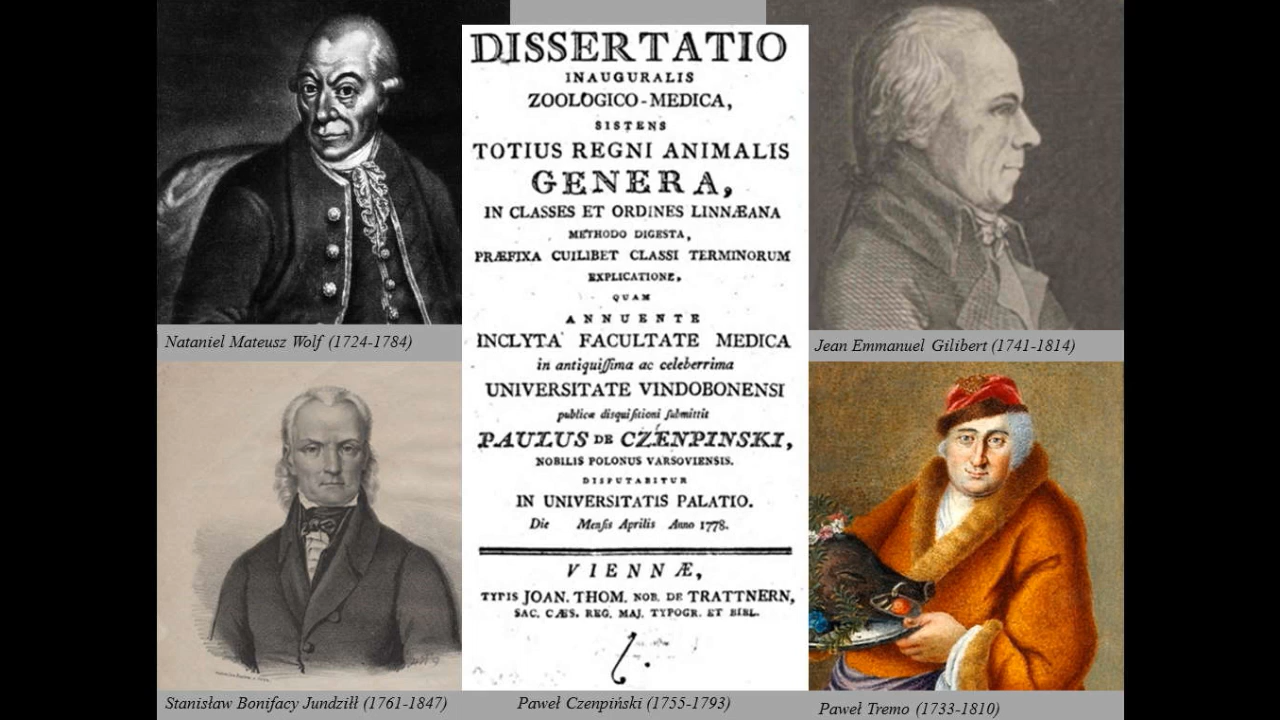 Nataniel Mateusz Wolf (1724-1784)
Stanisław Bonifacy Jundziłł (1761-1847)
DISSERTATIO
INAUGURALIS
ZOOLOGICO-MEDICA,
SISTENS
TOTIUS REGNI ANIMALIS
GENERA,
IN CLASSES ET ORDINES LINNÆANA
METHODO DIGESTA,
PRÆFIXA CUILIBET CLASSI TERMINORUM
EXPLICATIONE,
QUAM
ANNUENTE
INCLYTA FACULTATE MEDICA
in antiquiſſima ac celeberrima
UNIVERSITATE VINDOBONENSI
publicæ disquiſitioni ſubmittit
PAULUS DE CZENPINSKI,
NOBILIS POLONUS VARSOVIENSIS.
DISPUTABITUR
IN UNIVERSITATIS PALATIO.
Die Menſis Aprilis Anno 1778.
VIENNÆ,
TYPIS JOAN. THOM. NOB. DE TRATTNERN,
SAC. CÆS. REG. MAJ. TYPOGR. ET BIBL.
Paweł Czenpiński (1755-1793)
Jean Emmanuel Gilibert (1741-1814)
Paweł Tremo (1733-1810)